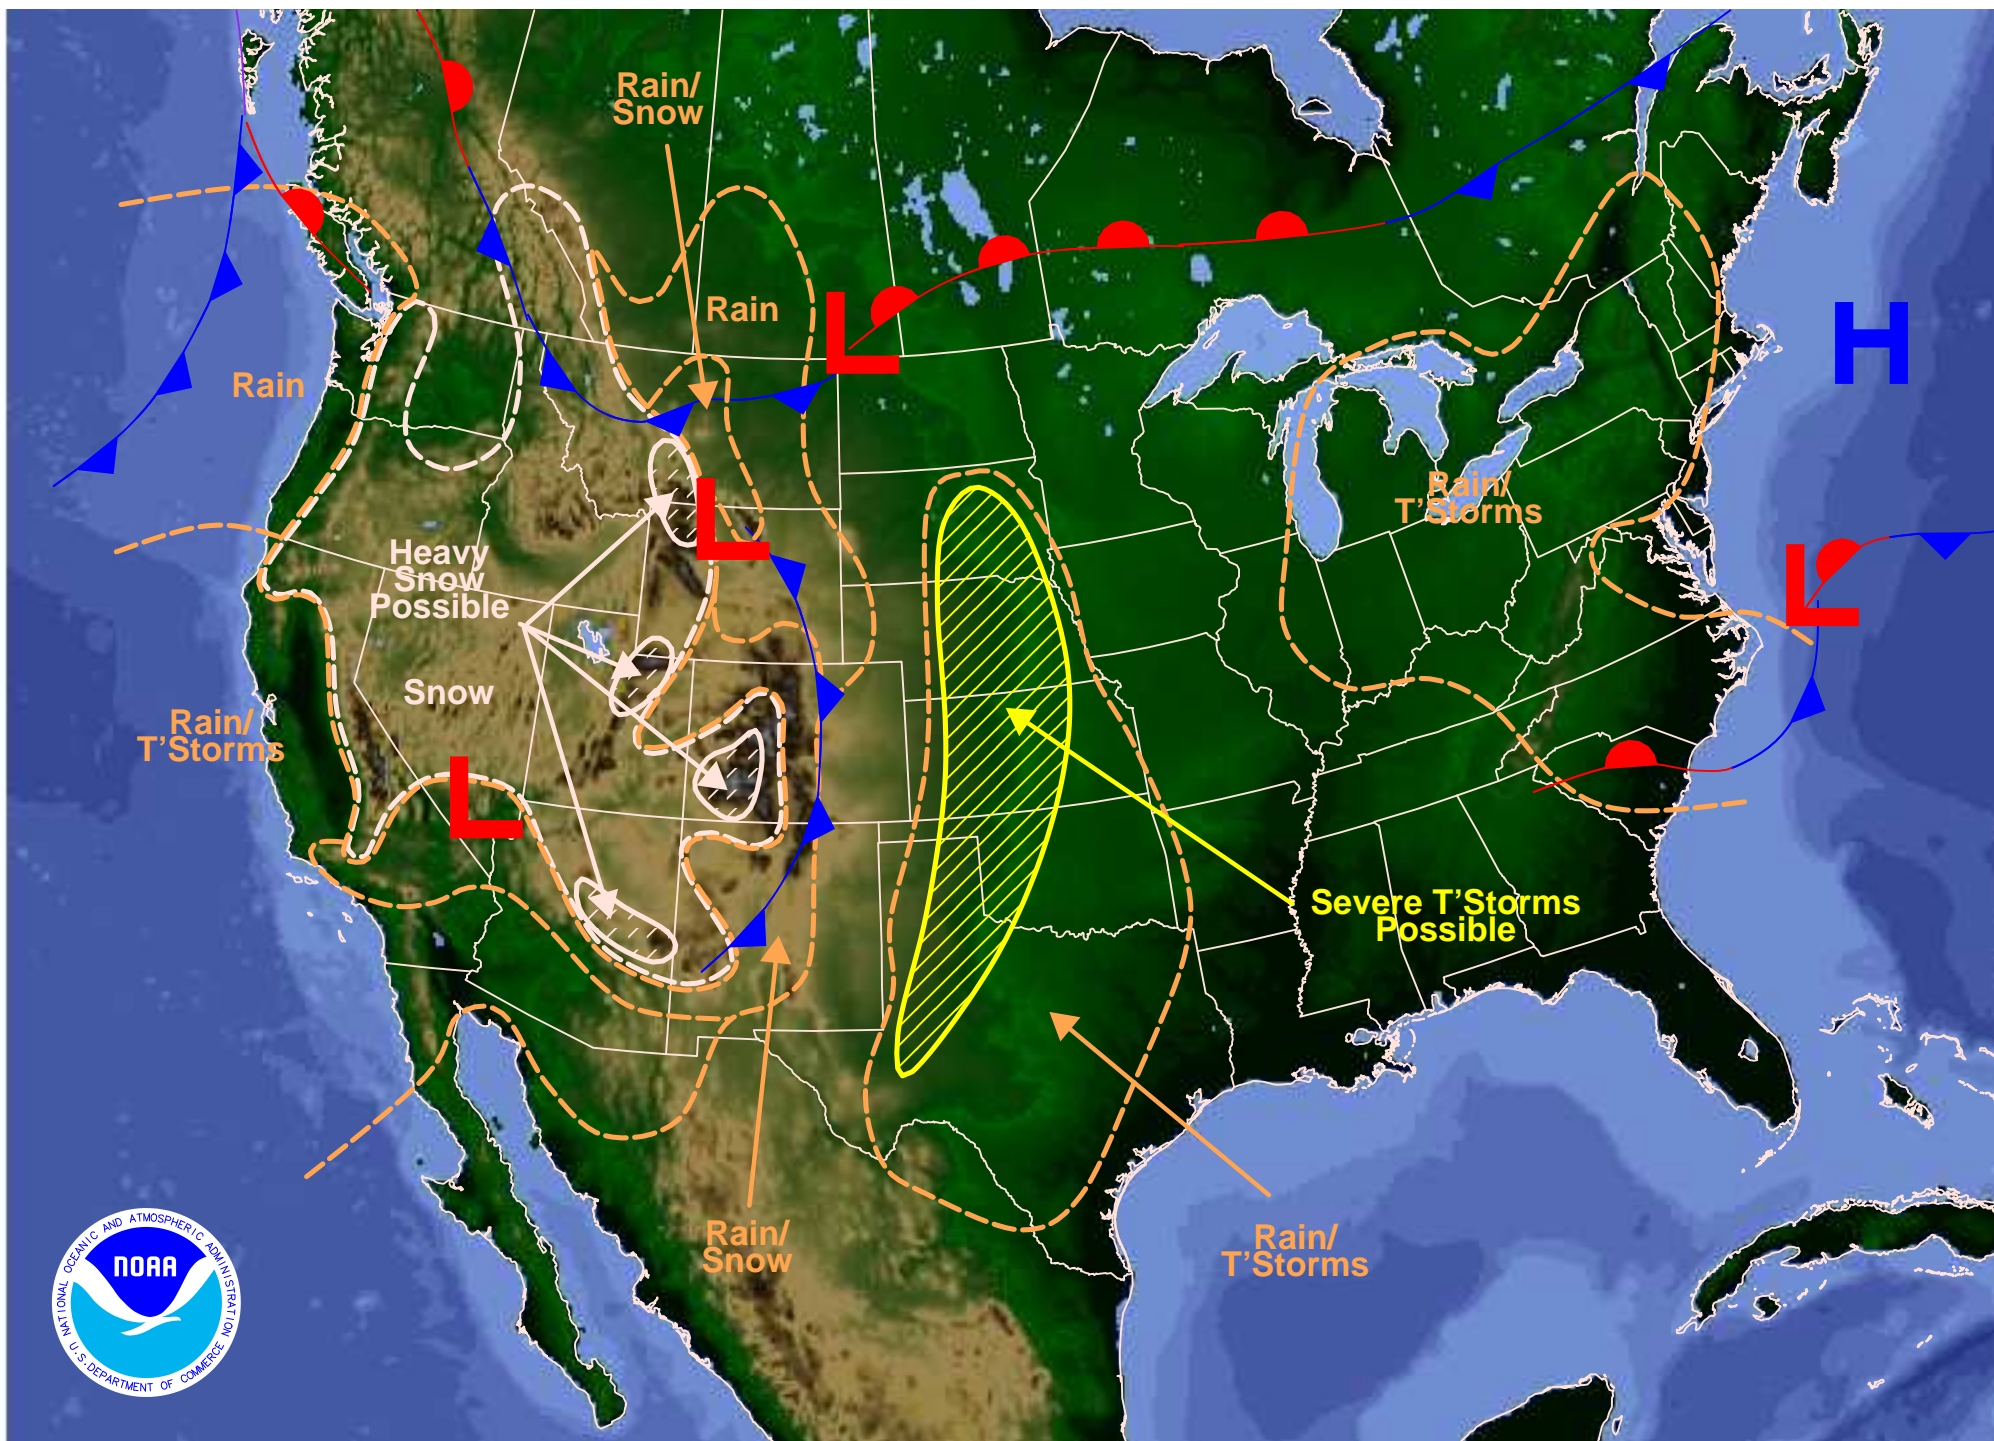 Rain/
Snow
Rain
H
L
Rain
Rain/
T'Storms
L
Heavy
Snow
Possible
L
Snow
Rain/
T'Storms
L
Severe T'Storms
Possible
Rain/
Snow
Rain/
T'Storms
NATIONAL OCEANIC AND ATMOSPHERIC ADMINISTRATION
NOAA
U.S. DEPARTMENT OF COMMERCE